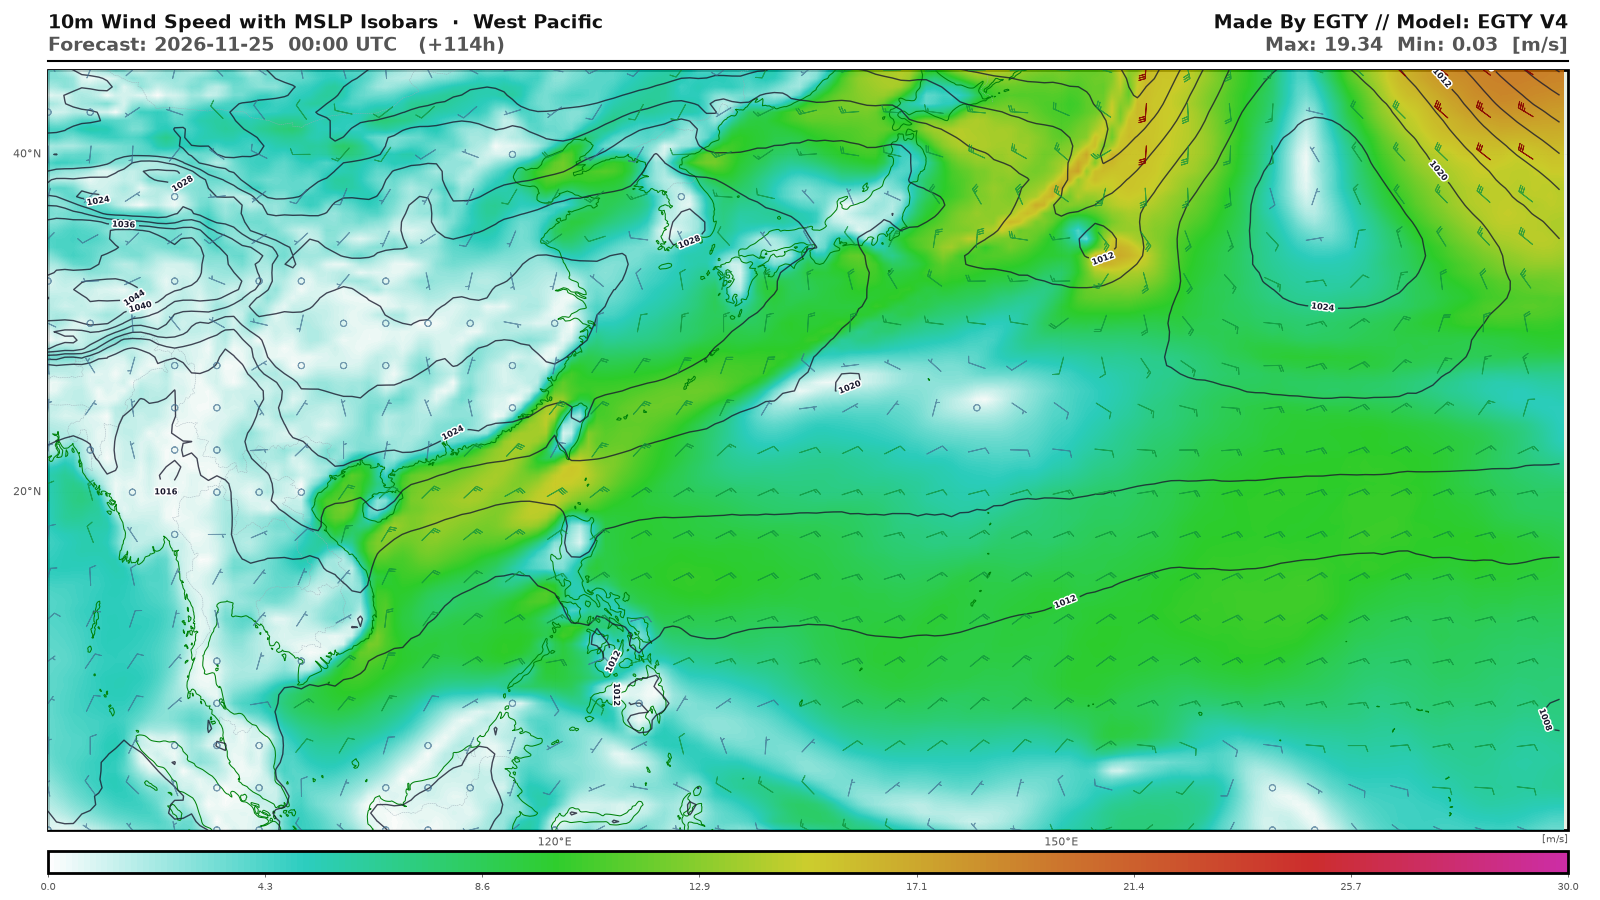 10m Wind Speed with MSLP Isobars · West Pacific
Made By EGTY // Model: EGTY V4
Forecast: 2026-11-25 00:00 UTC (+114h)
Max: 19.34 Min: 0.03 [m/s]
1012
40°N
1020
1028
1024
1036
1028
1012
1044
1040
1024
1020
1024
20°N
1016
1012
1012
1012
1008
120°E
150°E
[m/s]
0.0
4.3
8.6
12.9
17.1
21.4
25.7
30.0